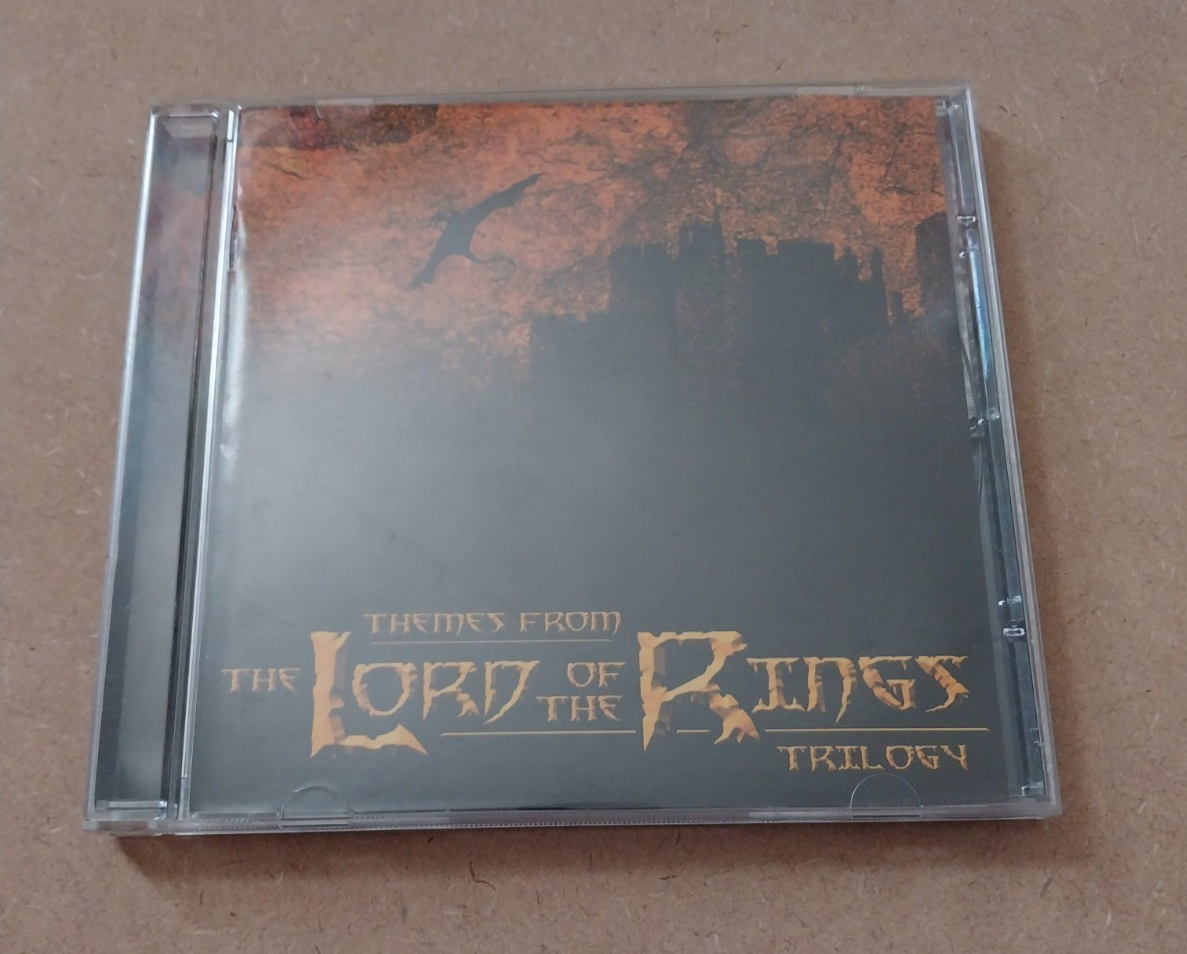 THEMES FROM
THE LORD OF THE RINGS
TRILOGY